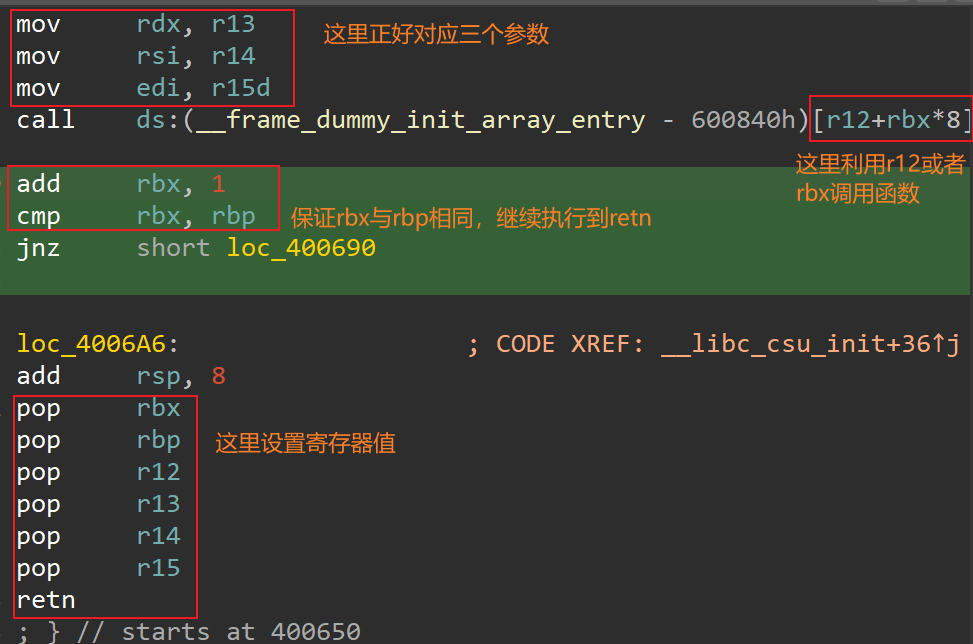 mov rdx, r13
这里正好对应三个参数
mov rsi, r14
mov edi, r15d
call ds:(__frame_dummy_init_array_entry - 600840h)[r12+rbx*8]
这里利用r12或者
rbx调用函数
add rbx, 1
cmp rbx, rbp
保证rbx与rbp相同，继续执行到retn
jnz short loc_400690
loc_4006A6: ; CODE XREF: __libc_csu_init+36↑j
add rsp, 8
pop rbx
pop rbp
这里设置寄存器值
pop r12
pop r13
pop r14
pop r15
retn
; } // starts at 400650